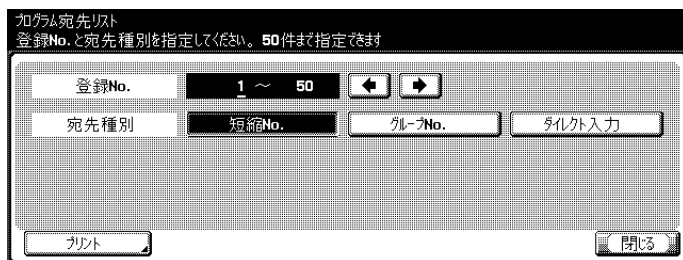 プログラム宛先リスト
登録No.と宛先種別を指定してください。50件まで指定できます
登録No. 1 ～ 50
宛先種別 短縮No. グループNo. ダイレクト入力
プリント 閉じる